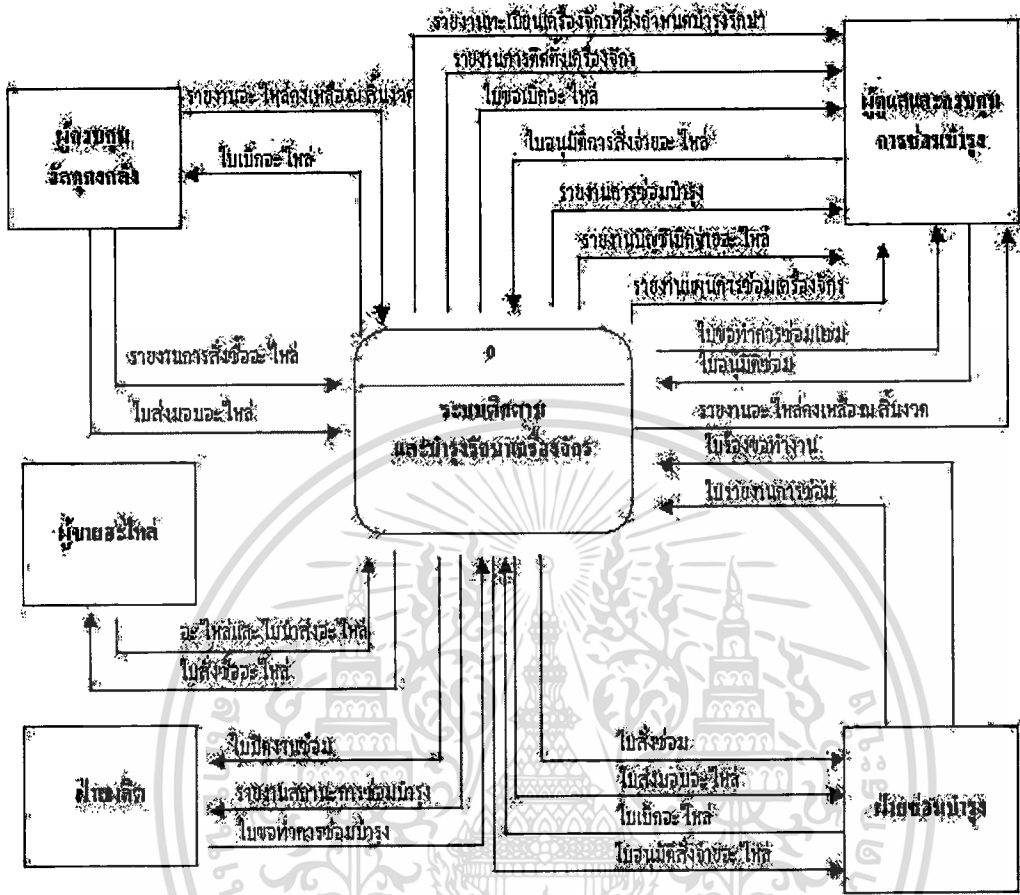 รายงานทะเบียนเครื่องจักรที่ถึงกำหนดบำรุงรักษา
รายงานการติดตั้งเครื่องจักร
ใบขอเบิกอะไหล่
ใบอนุมัติการสั่งจ่ายอะไหล่
รายงานการซ่อมบำรุง
รายงานบัญชีเบิกจ่ายอะไหล่
รายงานแผนการซ่อมเครื่องจักร
ผู้ดูแลและควบคุม
การซ่อมบำรุง
รายงานอะไหล่คงเหลือ ณ สิ้นงวด
ใบเบิกอะไหล่
ผู้ควบคุม
วัสดุคงคลัง
รายงานการสั่งซื้ออะไหล่
ใบส่งมอบอะไหล่
0
ระบบติดตาม
และบำรุงรักษาเครื่องจักร
ใบขอทำการซ่อมแซม
ใบอนุมัติซ่อม
รายงานอะไหล่คงเหลือ ณ สิ้นงวด
ใบร้องขอทำงาน
ใบรายงานการซ่อม
ผู้ขายอะไหล่
อะไหล่และใบนำส่งอะไหล่
ใบสั่งซื้ออะไหล่
ฝ่ายผลิต
ใบปิดงานซ่อม
รายงานสถานะการซ่อมบำรุง
ใบขอทำการซ่อมบำรุง
ใบสั่งซ่อม
ใบส่งมอบอะไหล่
ใบเบิกอะไหล่
ใบอนุมัติสั่งจ่ายอะไหล่
ฝ่ายซ่อมบำรุง